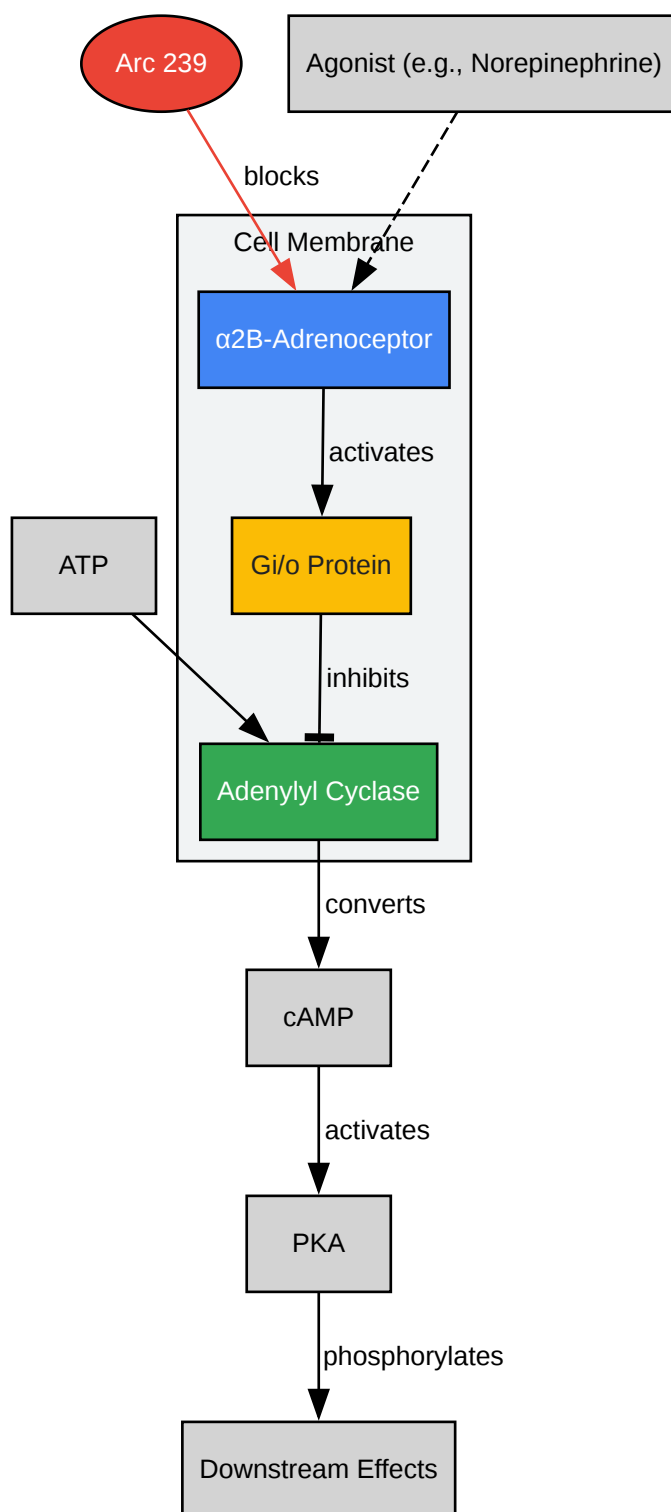 Arc 239
Agonist (e.g., Norepinephrine)
blocks
Cell Membrane
α2B-Adrenoceptor
activates
ATP
Gi/o Protein
inhibits
Adenylyl Cyclase
converts
cAMP
activates
PKA
phosphorylates
Downstream Effects